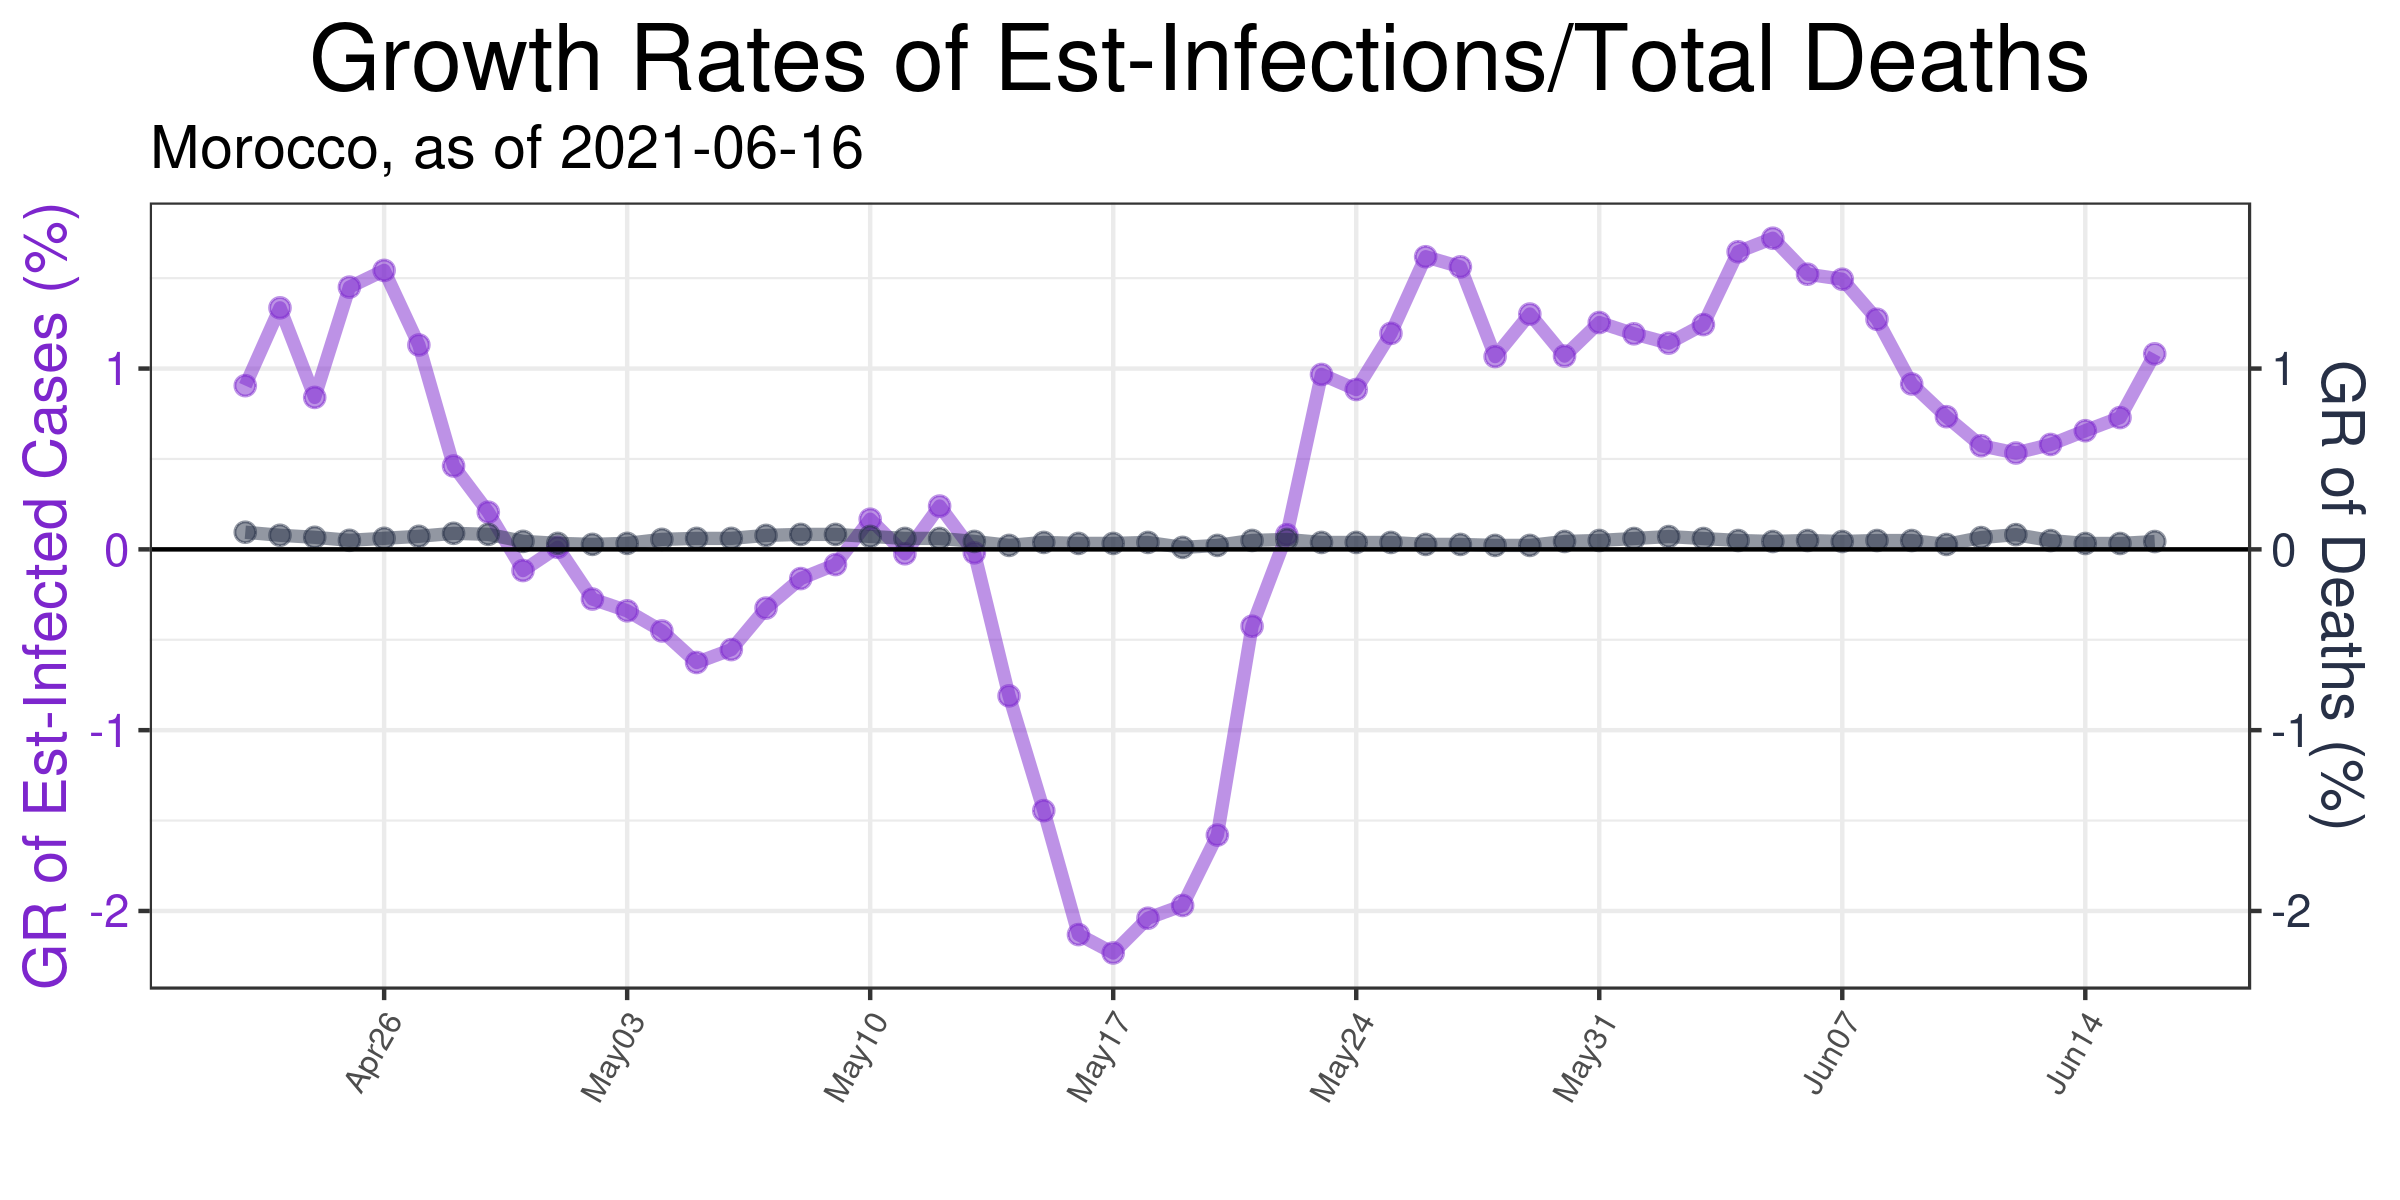 Growth Rates of Est-Infections/Total Deaths
Morocco, as of 2021-06-16
GR of Est-Infected Cases (%)
1
0
-1
-2
1
0
-1
-2
GR of Deaths (%)
Apr26
May03
May10
May17
May24
May31
Jun07
Jun14